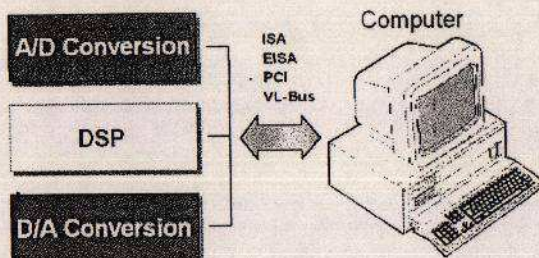 Computer
A/D Conversion
ISA
EISA
PCI
VL-Bus
DSP
D/A Conversion